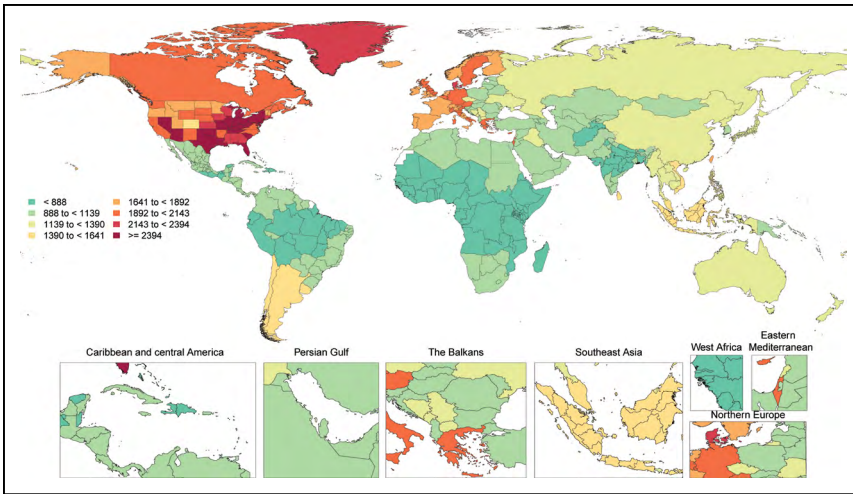 < 888
888 to < 1139
1139 to < 1390
1390 to < 1641
1641 to < 1892
1892 to < 2143
2143 to < 2394
>= 2394
Caribbean and central America
Persian Gulf
The Balkans
Southeast Asia
West Africa
Eastern
Mediterranean
Northern Europe